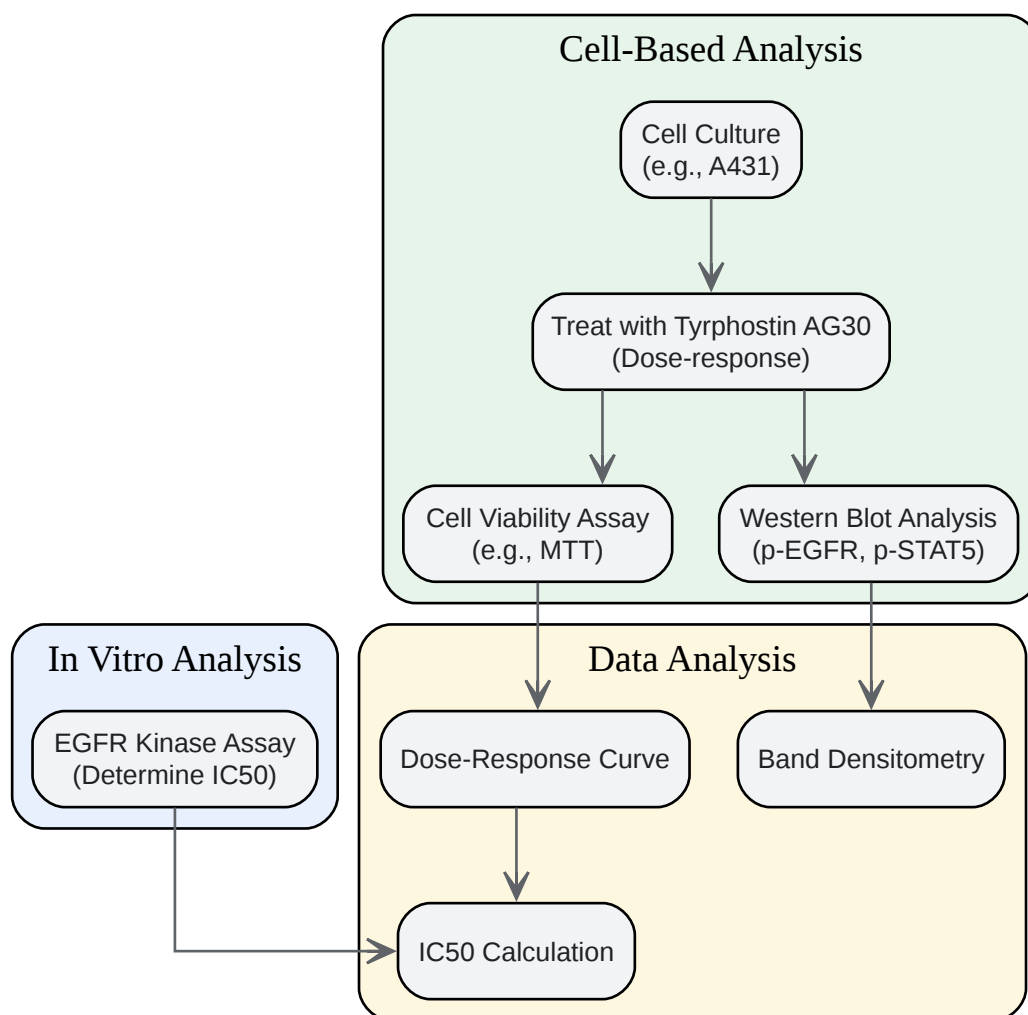 Cell-Based Analysis
Cell Culture
(e.g., A431)
Treat with Tyrphostin AG30
(Dose-response)
Cell Viability Assay
(e.g., MTT)
Western Blot Analysis
(p-EGFR, p-STAT5)
In Vitro Analysis
EGFR Kinase Assay
(Determine IC50)
Data Analysis
Dose-Response Curve
Band Densitometry
IC50 Calculation